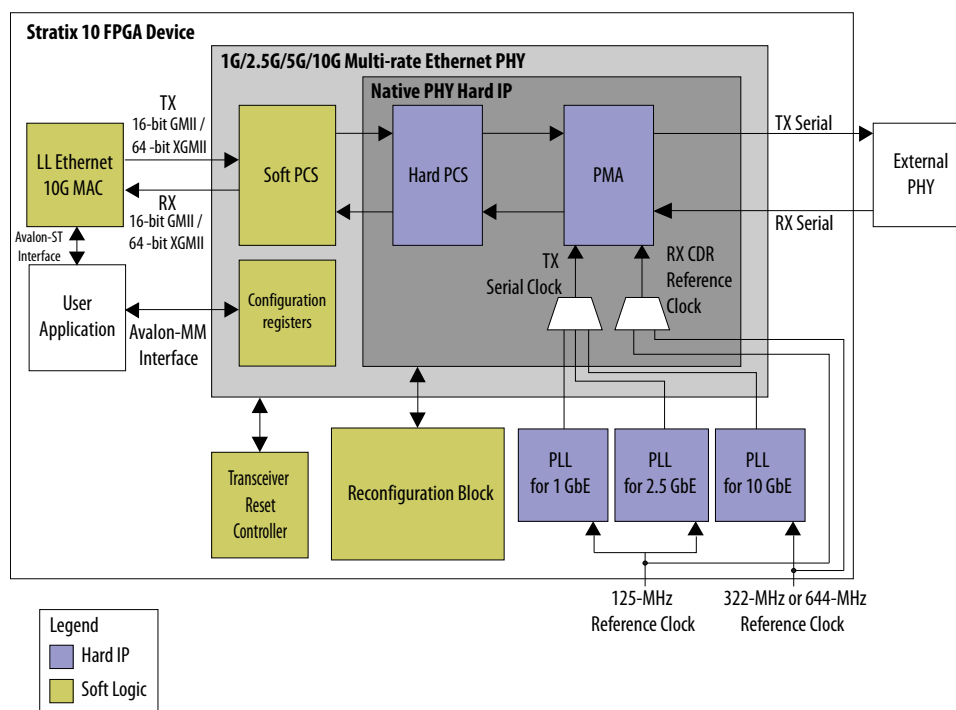 Stratix 10 FPGA Device
1G/2.5G/5G/10G Multi-rate Ethernet PHY
Native PHY Hard IP
TX
16-bit GMII /
64 -bit XGMII
LL Ethernet
10G MAC
RX
16-bit GMII /
64 -bit XGMII
Soft PCS
Hard PCS
PMA
TX Serial
RX Serial
External
PHY
Avalon-ST
Interface
User
Application
Avalon-MM
Interface
Configuration
registers
TX
Serial Clock
RX CDR
Reference
Clock
Transceiver
Reset
Controller
Reconfiguration Block
PLL
for 1 GbE
PLL
for 2.5 GbE
PLL
for 10 GbE
125-MHz
Reference Clock
322-MHz or 644-MHz
Reference Clock
Legend
Hard IP
Soft Logic